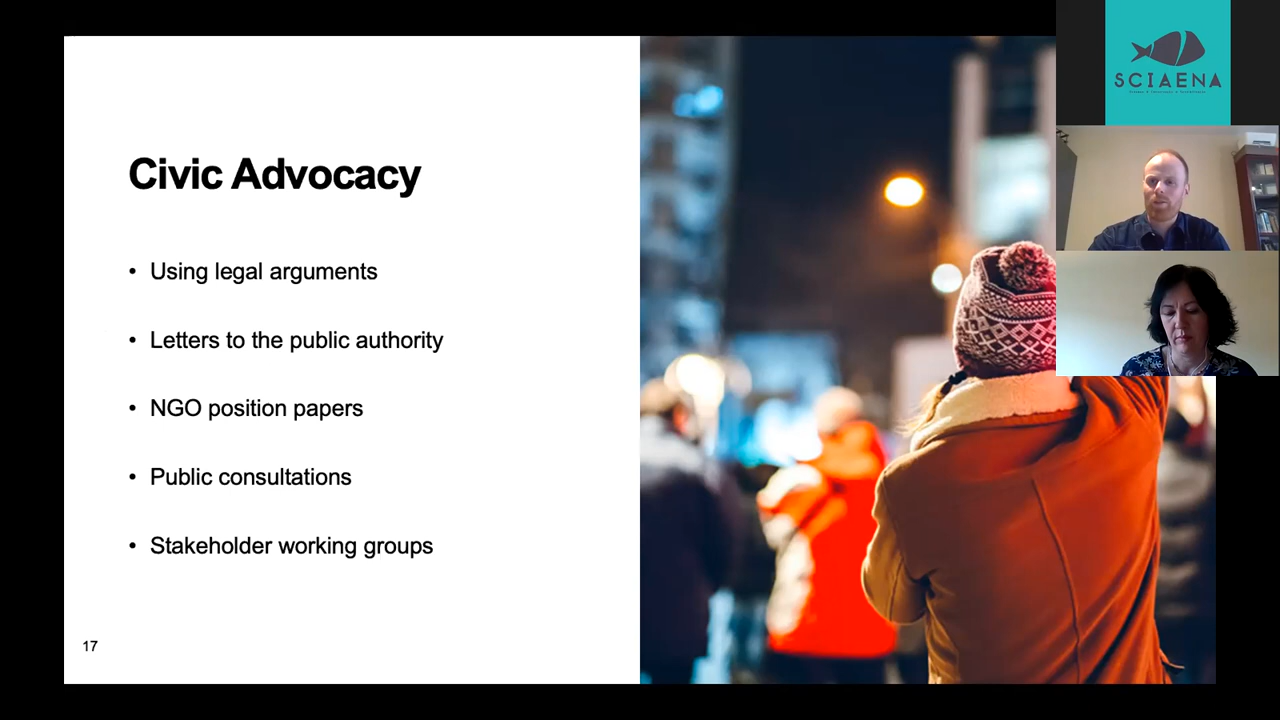 Civic Advocacy
• Using legal arguments
• Letters to the public authority
• NGO position papers
• Public consultations
• Stakeholder working groups
17
SCIAENA